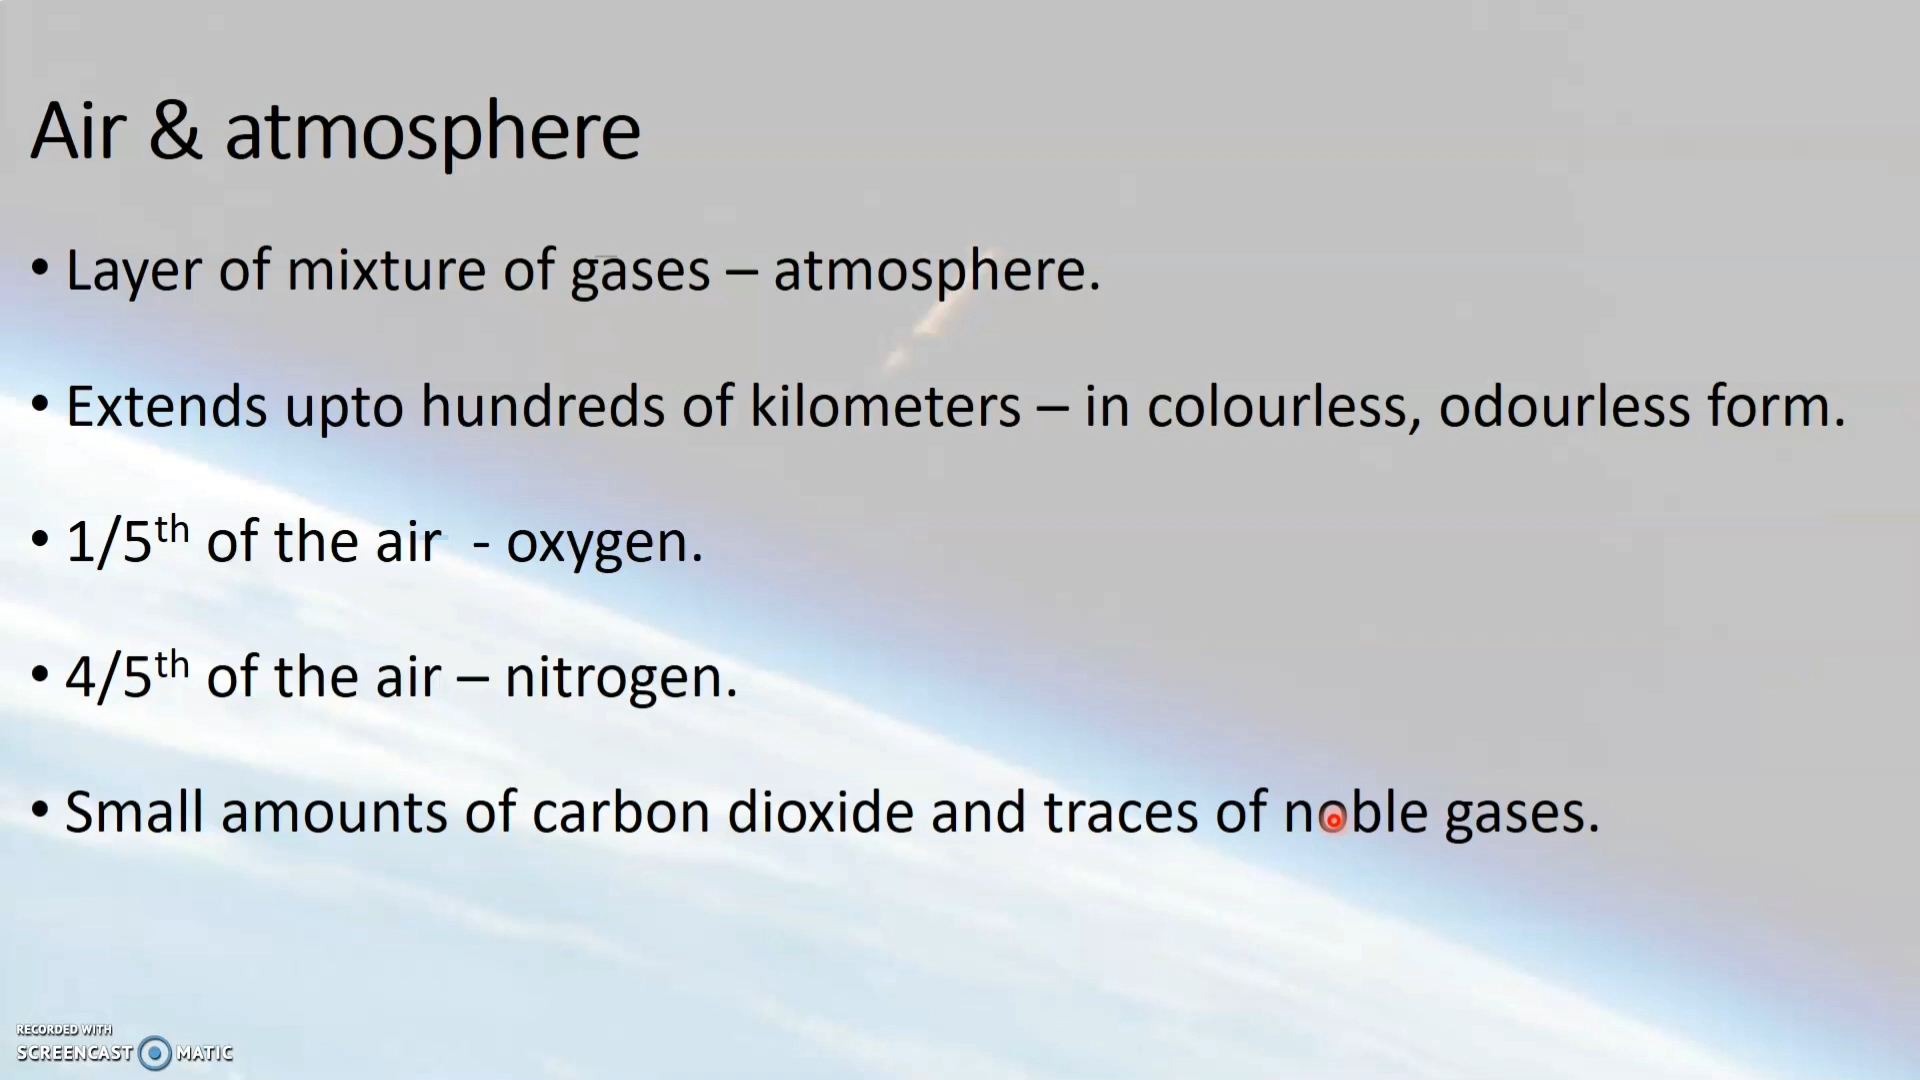 Air & atmosphere
• Layer of mixture of gases – atmosphere.
• Extends upto hundreds of kilometers – in colourless, odourless form.
• 1/5th of the air  - oxygen.
• 4/5th of the air – nitrogen.
• Small amounts of carbon dioxide and traces of noble gases.
RECORDED WITH
SCREENCAST MATIC